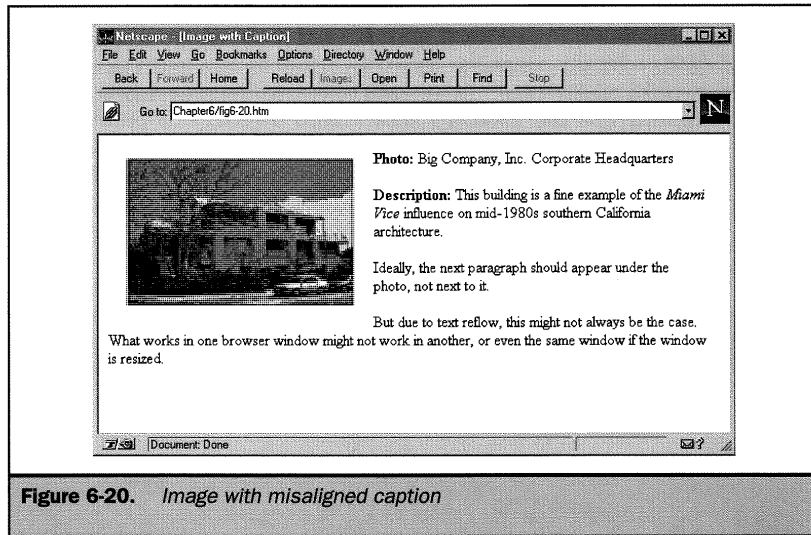 Netscape - [Image with Caption]
File Edit View Go Bookmarks Options Directory Window Help
Back Forward Home Reload Images Open Print Find Stop
Go to: Chapter6/fig6-20.htm
N
Photo: Big Company, Inc. Corporate Headquarters
Description: This building is a fine example of the Miami
Vice influence on mid-1980s southern California
architecture.
Ideally, the next paragraph should appear under the
photo, not next to it.
But due to text reflow, this might not always be the case.
What works in one browser window might not work in another, or even the same window if the window
is resized.
Document: Done
?
Figure 6-20. Image with misaligned caption